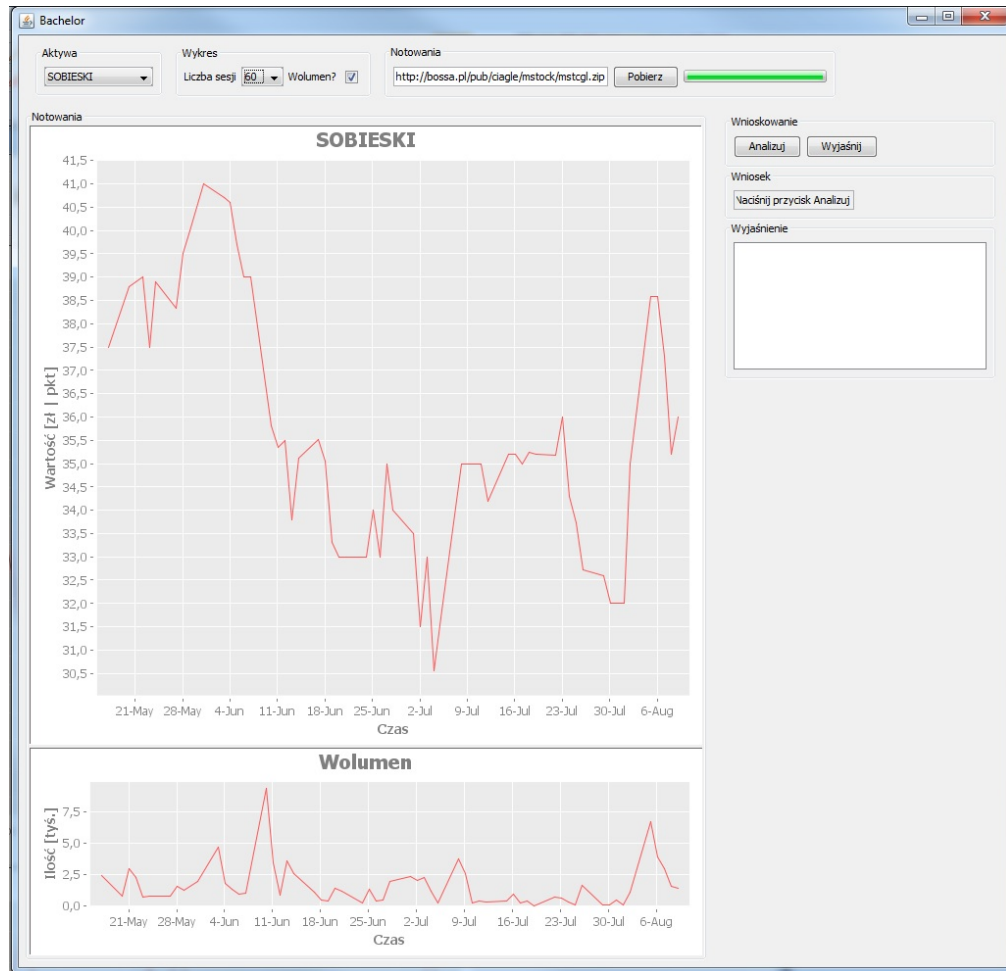 Bachelor
Aktywa
SOBIESKI
Wykres
Liczba sesji 60 Wolumen?
Notowania
http://bossa.pl/pub/ciagle/mstock/mstcgl.zip Pobierz
Notowania
SOBIESKI
41,5
41,0
40,5
40,0
39,5
39,0
38,5
38,0
37,5
37,0
36,5
36,0
35,5
35,0
34,5
34,0
33,5
33,0
32,5
32,0
31,5
31,0
30,5
Wartość [zł | pkt]
21-May 28-May 4-Jun 11-Jun 18-Jun 25-Jun 2-Jul 9-Jul 16-Jul 23-Jul 30-Jul 6-Aug
Czas
Wolumen
7,5
5,0
2,5
0,0
Ilość [tyś.]
21-May 28-May 4-Jun 11-Jun 18-Jun 25-Jun 2-Jul 9-Jul 16-Jul 23-Jul 30-Jul 6-Aug
Czas
Wnioskowanie
Analizuj Wyjaśnij
Wniosek
Naciśnij przycisk Analizuj
Wyjaśnienie